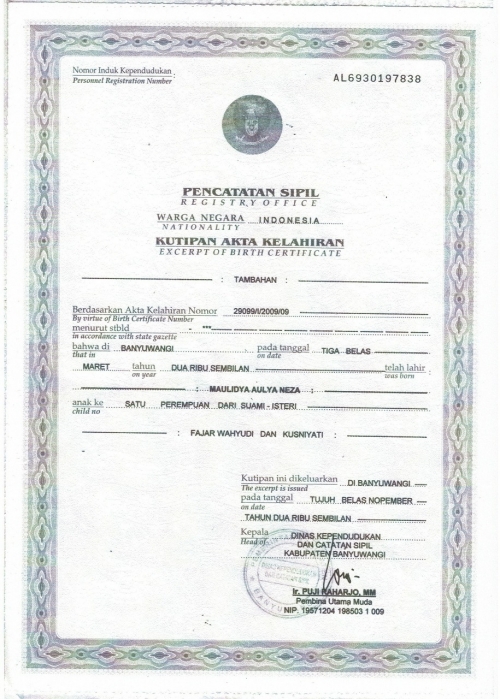 Nomor Induk Kependudukan
Personnel Registration Number
AL6930197838
PENCATATAN SIPIL
REGISTRY OFFICE
WARGA NEGARA INDONESIA
NATIONALITY
KUTIPAN AKTA KELAHIRAN
EXCERPT OF BIRTH CERTIFICATE
: TAMBAHAN :
Berdasarkan Akta Kelahiran Nomor 29099/I/2009/09
By virtue of Birth Certificate Number
menurut stbld - ***
in accordance with state gazette
bahwa di BANYUWANGI , pada tanggal TIGA BELAS
that in on date
MARET tahun DUA RIBU SEMBILAN telah lahir
on year was born
: MAULIDYA AULYA NEZA :
anak ke SATU PEREMPUAN DARI SUAMI - ISTERI
child no
: FAJAR WAHYUDI DAN KUSNIYATI :
Kutipan ini dikeluarkan DI BANYUWANGI
The excerpt is issued
pada tanggal TUJUH BELAS NOPEMBER
on date
TAHUN DUA RIBU SEMBILAN
Kepala DINAS KEPENDUDUKAN
Head of DAN CATATAN SIPIL
KABUPATEN BANYUWANGI
Ir. PUJI RAHARJO, MM
Pembina Utama Muda
NIP. 19571204 198503 1 009